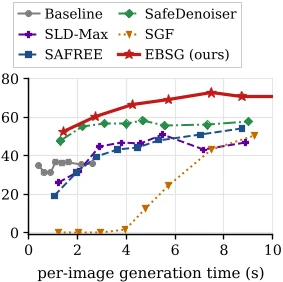 Baseline
SLD-Max
SAFREE
SafeDenoiser
SGF
EBSG (ours)
80
60
40
20
0
0 2 4 6 8 10
per-image generation time (s)